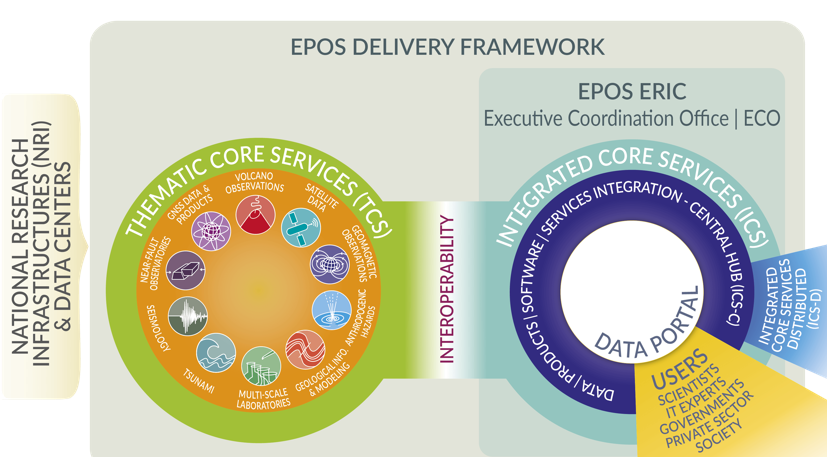 EPOS DELIVERY FRAMEWORK
EPOS ERIC
Executive Coordination Office | ECO
NATIONAL RESEARCH
INFRASTRUCTURES (NRI)
& DATA CENTERS
THEMATIC CORE SERVICES (TCS)
VOLCANO
OBSERVATIONS
SATELLITE
DATA
GEOMAGNETIC
OBSERVATIONS
ANTHROPOGENIC
HAZARDS
GEOLOGICAL INFO.
& MODELING
MULTI-SCALE
LABORATORIES
TSUNAMI
SEISMOLOGY
NEAR-FAULT
OBSERVATORIES
GNSS DATA &
PRODUCTS
INTEROPERABILITY
INTEGRATED CORE SERVICES (ICS)
DATA | PRODUCTS | SOFTWARE | SERVICES INTEGRATION - CENTRAL HUB (ICS-C)
DATA PORTAL
INTEGRATED
CORE SERVICES
DISTRIBUTED
(ICS-D)
USERS
SCIENTISTS
IT EXPERTS
GOVERNMENTS
PRIVATE SECTOR
SOCIETY